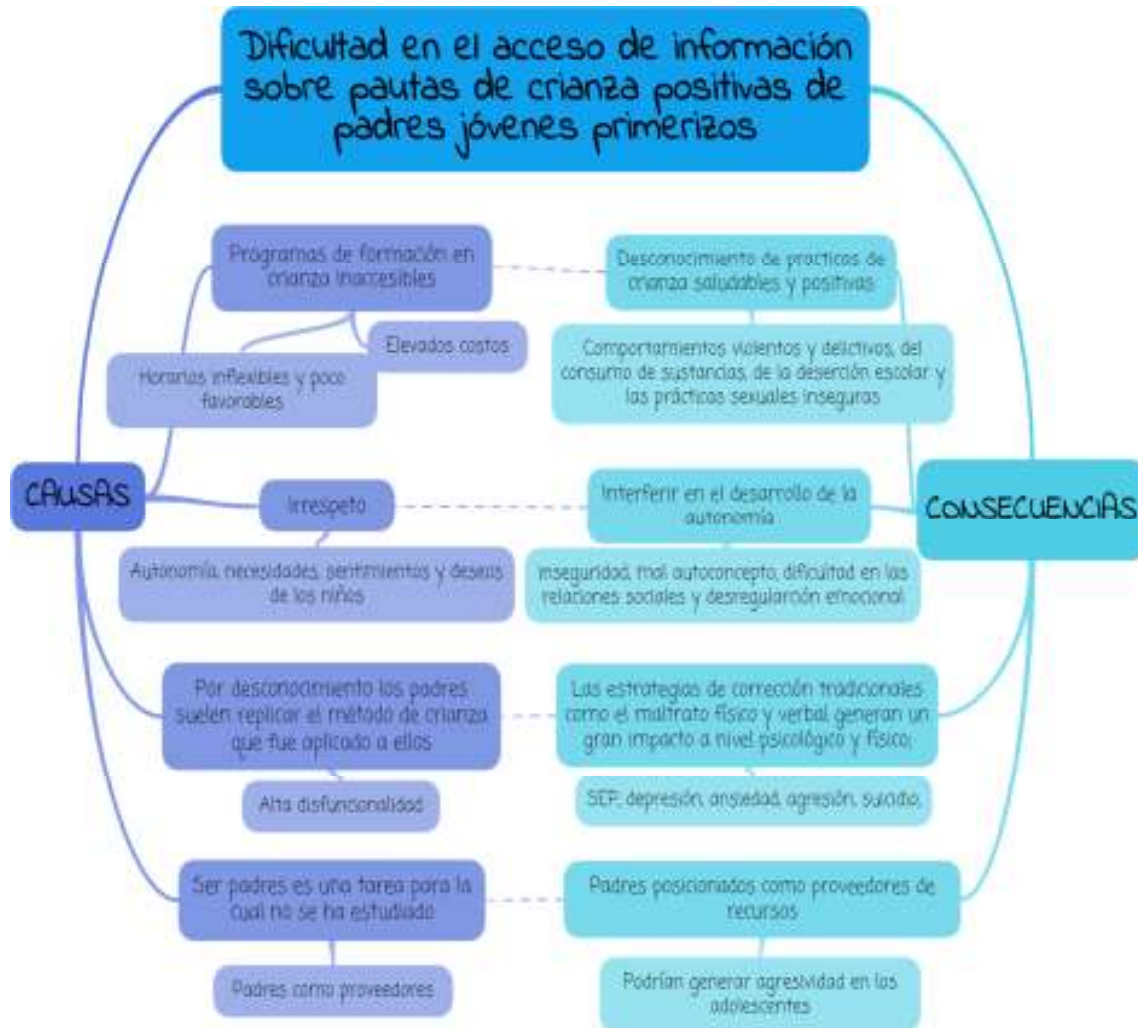 Dificultad en el acceso de información
sobre pautas de crianza positivas de
padres jóvenes primerizos
Programas de formación en
crianza inaccesibles
Elevados costos
Horarios inflexibles y poco
favorables
Desconocimiento de prácticas de
crianza saludables y positivas
Comportamientos violentos y delictivos, del
consumo de sustancias, de la deserción escolar y
las prácticas sexuales inseguras
CAUSAS
Irrespeto
Autonomía, necesidades, sentimientos y deseos
de los niños
Interferir en el desarrollo de la
autonomía
CONSECUENCIAS
Inseguridad, mal autoconcepto, dificultad en las
relaciones sociales y desregularción emocional
Por desconocimiento los padres
suelen replicar el método de crianza
que fue aplicado a ellos
Alta disfuncionalidad
Las estrategias de corrección tradicionales
como el maltrato físico y verbal generan un
gran impacto a nivel psicológico y físico;
depresión, ansiedad, agresión, suicidio,
Ser padres es una tarea para la
cual no se ha estudiado
Padres como proveedores
Padres posicionados como proveedores de
recursos
Podrían generar agresividad en los
adolescentes